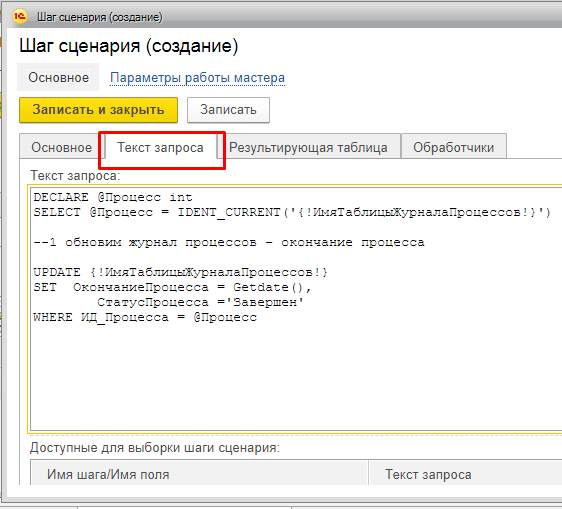 1С Шаг сценария (создание)
Шаг сценария (создание)
Основное Параметры работы мастера
Записать и закрыть Записать
Основное Текст запроса Результирующая таблица Обработчики
Текст запроса:
DECLARE @Процесс int
SELECT @Процесс = IDENT_CURRENT('{!ИмяТаблицыЖурналаПроцессов!}')
--1 обновим журнал процессов - окончание процесса
UPDATE {!ИмяТаблицыЖурналаПроцессов!}
SET ОкончаниеПроцесса = Getdate(),
СтатусПроцесса ='Завершен'
WHERE ИД_Процесса = @Процесс
Доступные для выборки шаги сценария:
Имя шага/Имя поля Текст запроса